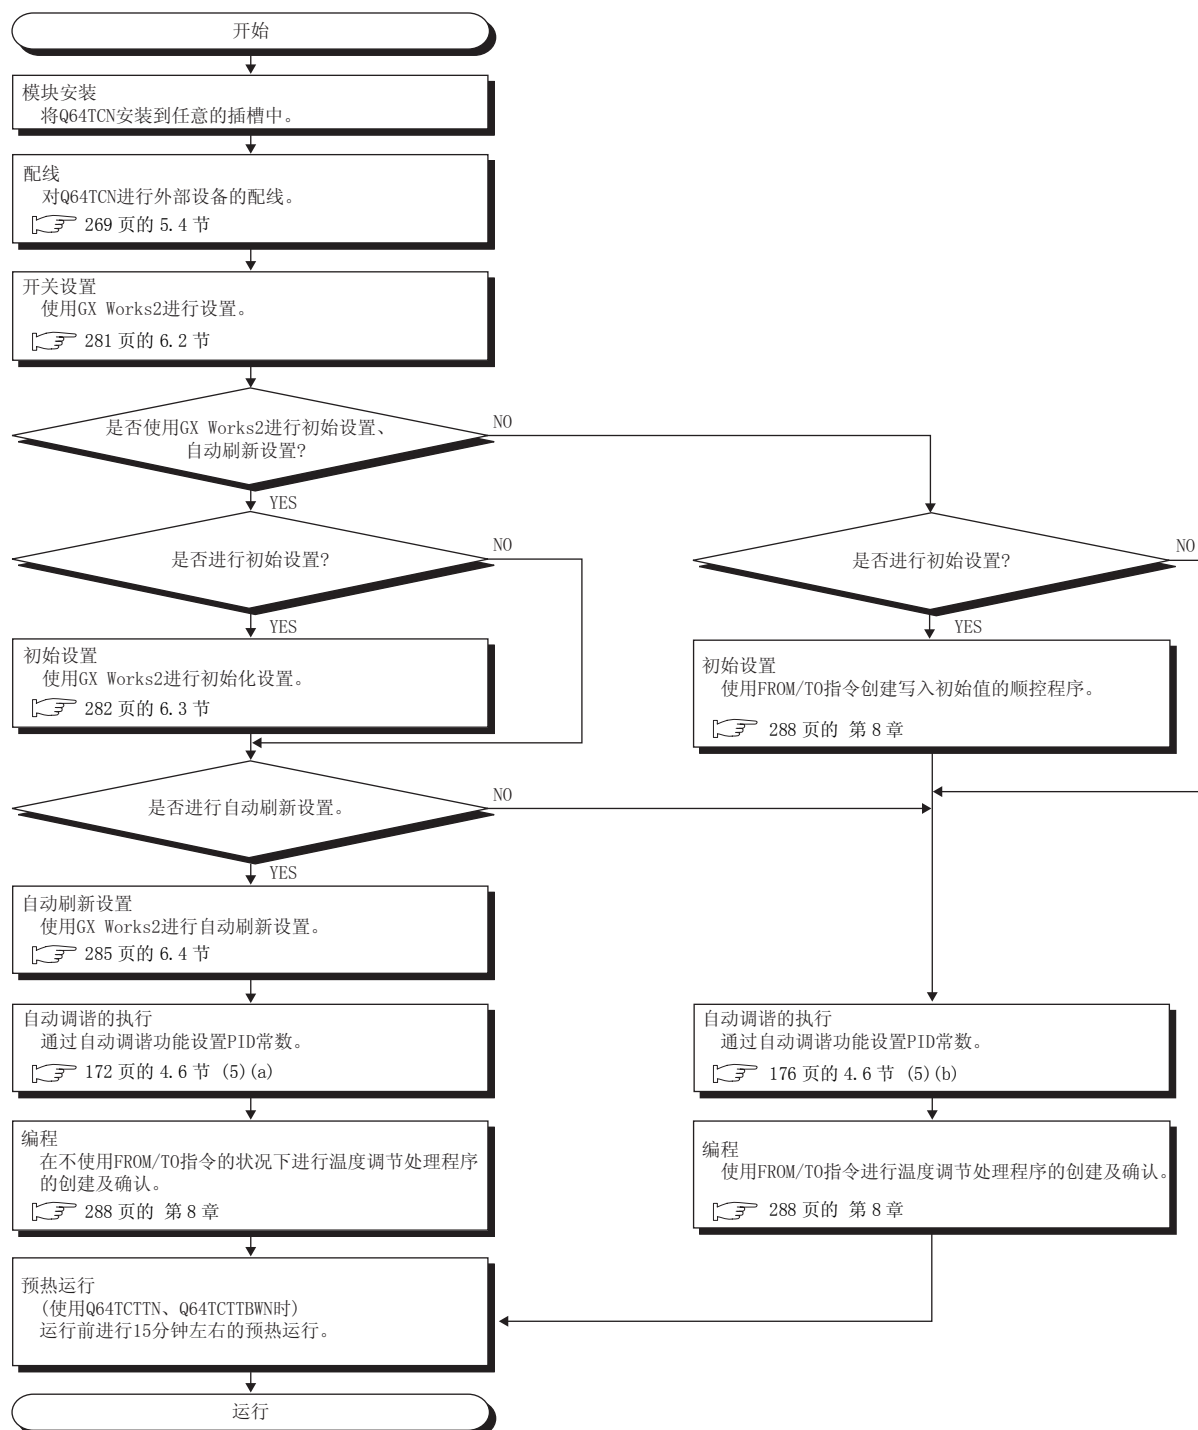 开始
模块安装
将Q64TCN安装到任意的插槽中。
配线
对Q64TCN进行外部设备的配线。
269 页的 5.4 节
开关设置
使用GX Works2进行设置。
281 页的 6.2 节
是否使用GX Works2进行初始设置、
自动刷新设置?
NO
YES
是否进行初始设置?
NO
YES
初始设置
使用GX Works2进行初始化设置。
282 页的 6.3 节
是否进行初始设置?
NO
YES
初始设置
使用FROM/TO指令创建写入初始值的顺控程序。
288 页的 第 8 章
是否进行自动刷新设置。
NO
YES
自动刷新设置
使用GX Works2进行自动刷新设置。
285 页的 6.4 节
自动调谐的执行
通过自动调谐功能设置PID常数。
172 页的 4.6 节 (5)(a)
自动调谐的执行
通过自动调谐功能设置PID常数。
176 页的 4.6 节 (5)(b)
编程
在不使用FROM/TO指令的状况下进行温度调节处理程序
的创建及确认。
288 页的 第 8 章
编程
使用FROM/TO指令进行温度调节处理程序的创建及确认。
288 页的 第 8 章
预热运行
(使用Q64TCTTN、Q64TCTTBWN时)
运行前进行15分钟左右的预热运行。
运行